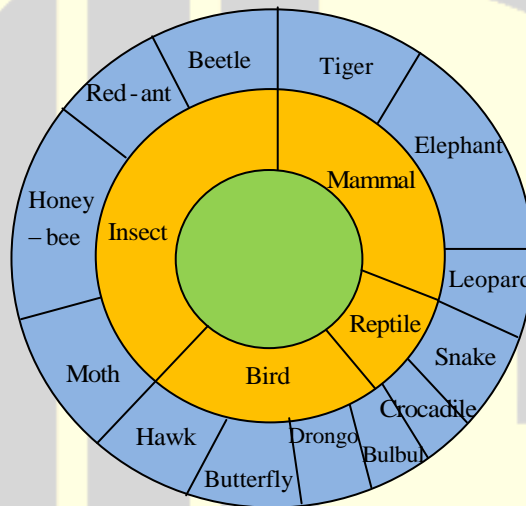 Beetle
Tiger
Red-ant
Elephant
Mammal
Honey
–bee
Insect
Leopard
Reptile
Snake
Moth
Bird
Crocadile
Hawk
Drongo
Bulbul
Butterfly